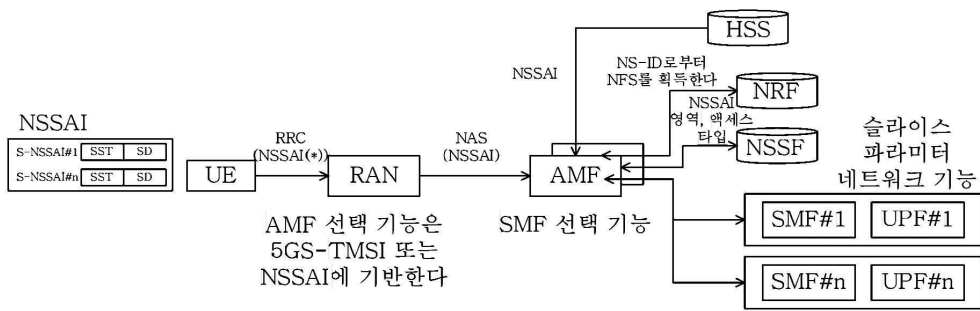 HSS
NSSAI
NS-ID로부터
NFS를 획득한다
NRF
NSSAI
영역, 액세스
타입
NSSF
NSSAI
S-NSSAI#1 SST SD
S-NSSAI#n SST SD
UE
RRC
(NSSAI(*))
RAN
NAS
(NSSAI)
AMF
AMF 선택 기능은
5GS-TMSI 또는
NSSAI에 기반한다
SMF 선택 기능
슬라이스
파라미터
네트워크 기능
SMF#1 UPF#1
SMF#n UPF#n